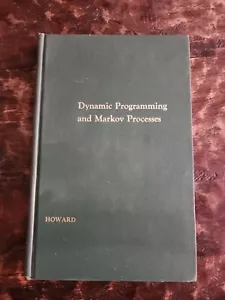 Dynamic Programming
and Markov Processes
HOWARD